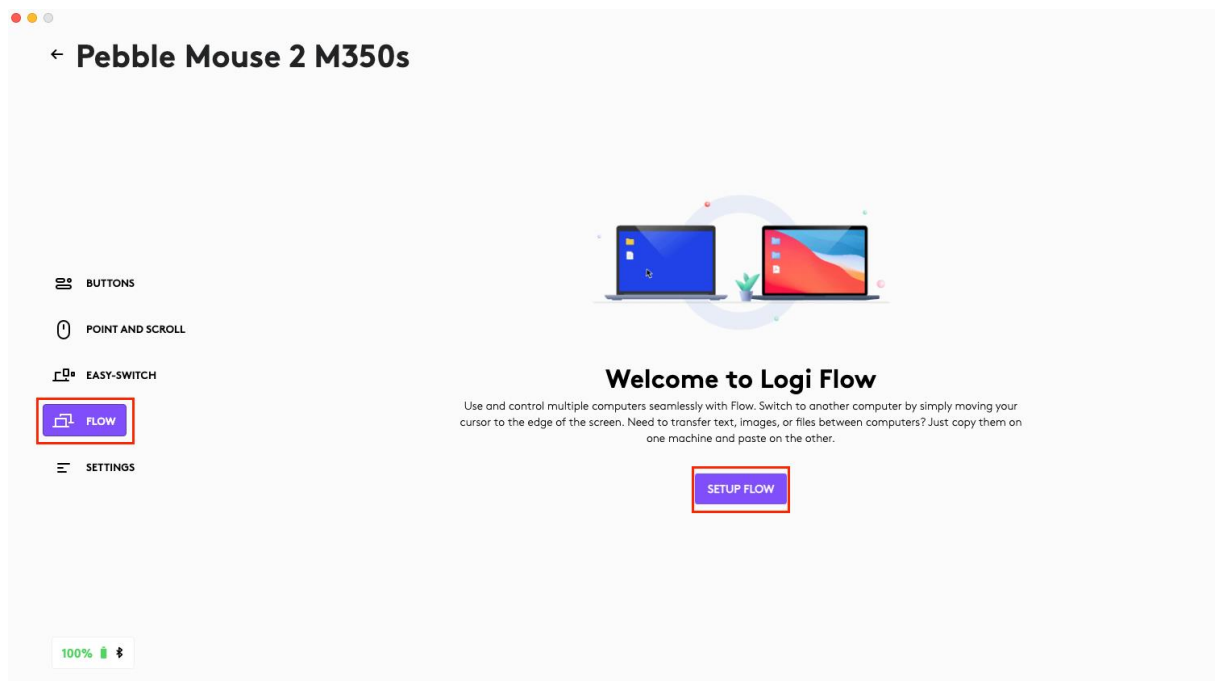 Pebble Mouse 2 M350s
BUTTONS
POINT AND SCROLL
EASY-SWITCH
FLOW
SETTINGS
Welcome to Logi Flow
Use and control multiple computers seamlessly with Flow. Switch to another computer by simply moving your
cursor to the edge of the screen. Need to transfer text, images, or files between computers? Just copy them on
one machine and paste on the other.
SETUP FLOW
100%